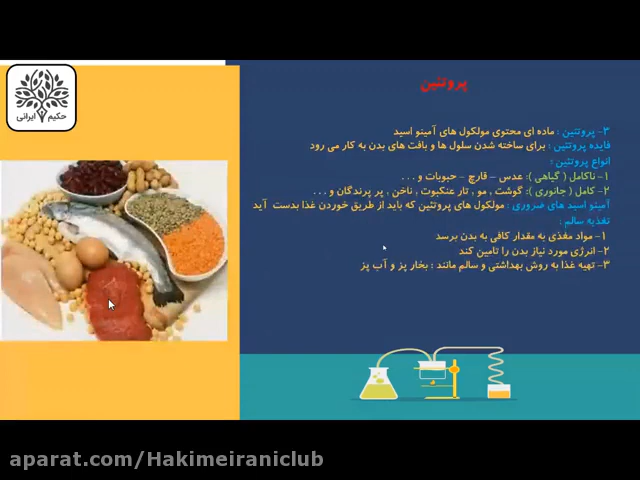 حکیم ایرانی
پروتئین
۳- پروتئین : ماده ای محتوی مولکول های آمینو اسید
فایده پروتئین : برای ساخته شدن سلول ها و بافت های بدن به کار می رود
انواع پروتئین :
۱- ناکامل ( گیاهی ): عدس - قارچ - حبوبات و . . .
۲- کامل ( جانوری ): گوشت , مو , تار عنکبوت , ناخن , پر پرندگان و . . .
آمینو اسید های ضروری : مولکول های پروتئین که باید از طریق خوردن غذا بدست آید
تغذیه سالم :
۱- مواد مغذی به مقدار کافی به بدن برسد
۲- انرژی مورد نیاز بدن را تامین کند
۳- تهیه غذا به روش بهداشتی و سالم مانند : بخار پز و آب پز
aparat.com/Hakimeiraniclub